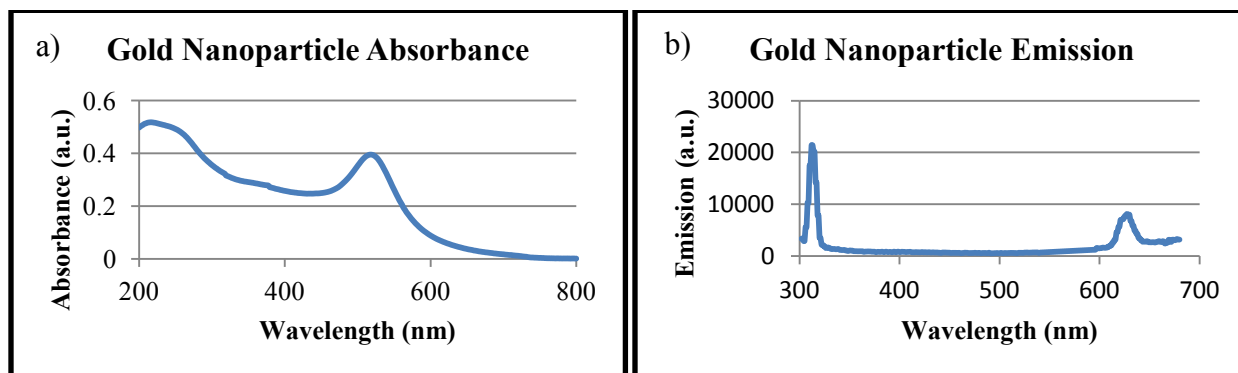 a) Gold Nanoparticle Absorbance
Absorbance (a.u.)
0.6
0.4
0.2
0
200 400 600 800
Wavelength (nm)
b) Gold Nanoparticle Emission
Emission (a.u.)
30000
20000
10000
0
300 400 500 600 700
Wavelength (nm)